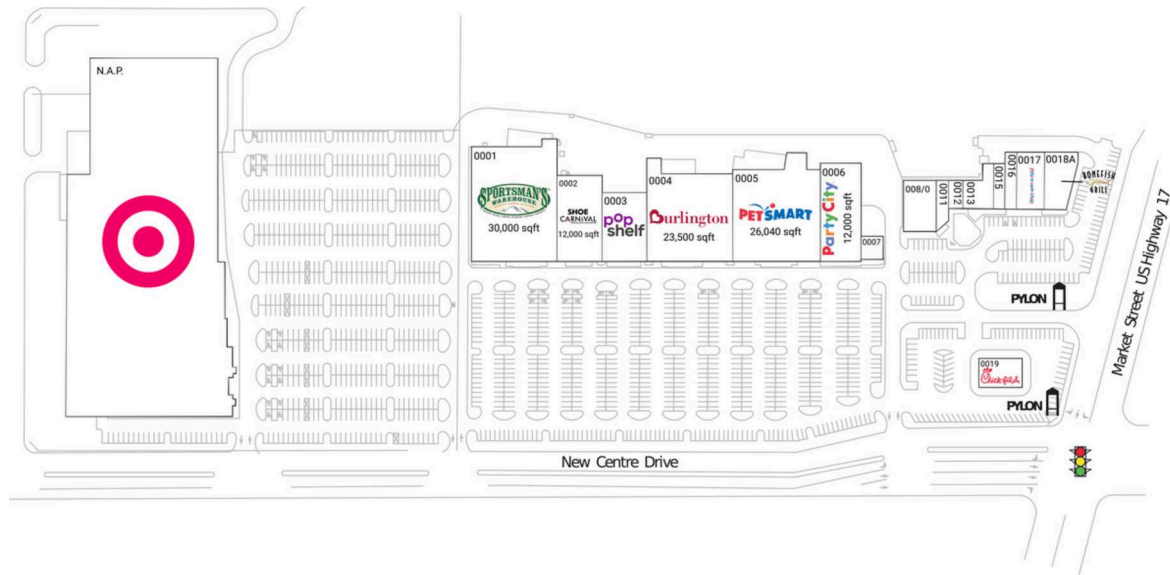 N.A.P.
0001
SPORTSMAN'S
WAREHOUSE
30,000 sqft
0002
SHOE
CARNIVAL
12,000 sqft
0003
pop
shelf
0004
Burlington
23,500 sqft
0005
PETSMART
26,040 sqft
0006
Party City
12,000 sqft
0007
008/0
0011
0012
0013
0015
0016
0017
0018A
BONEFISH
GRILL
PYLON
0019
Chick-fil-A
PYLON
Market Street US Highway 17
New Centre Drive